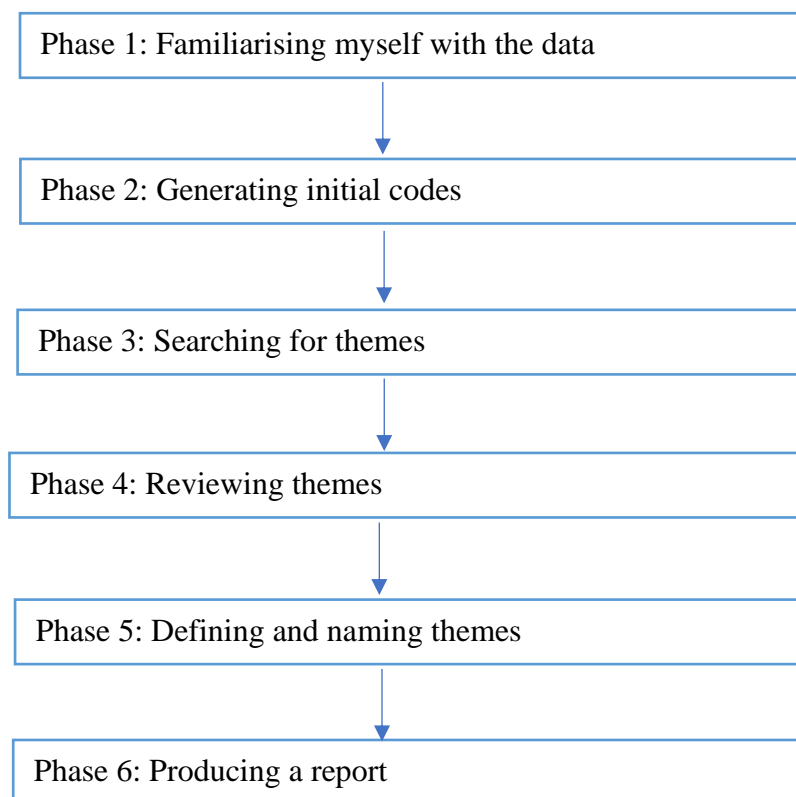 Phase 1: Familiarising myself with the data
Phase 2: Generating initial codes
Phase 3: Searching for themes
Phase 4: Reviewing themes
Phase 5: Defining and naming themes
Phase 6: Producing a report